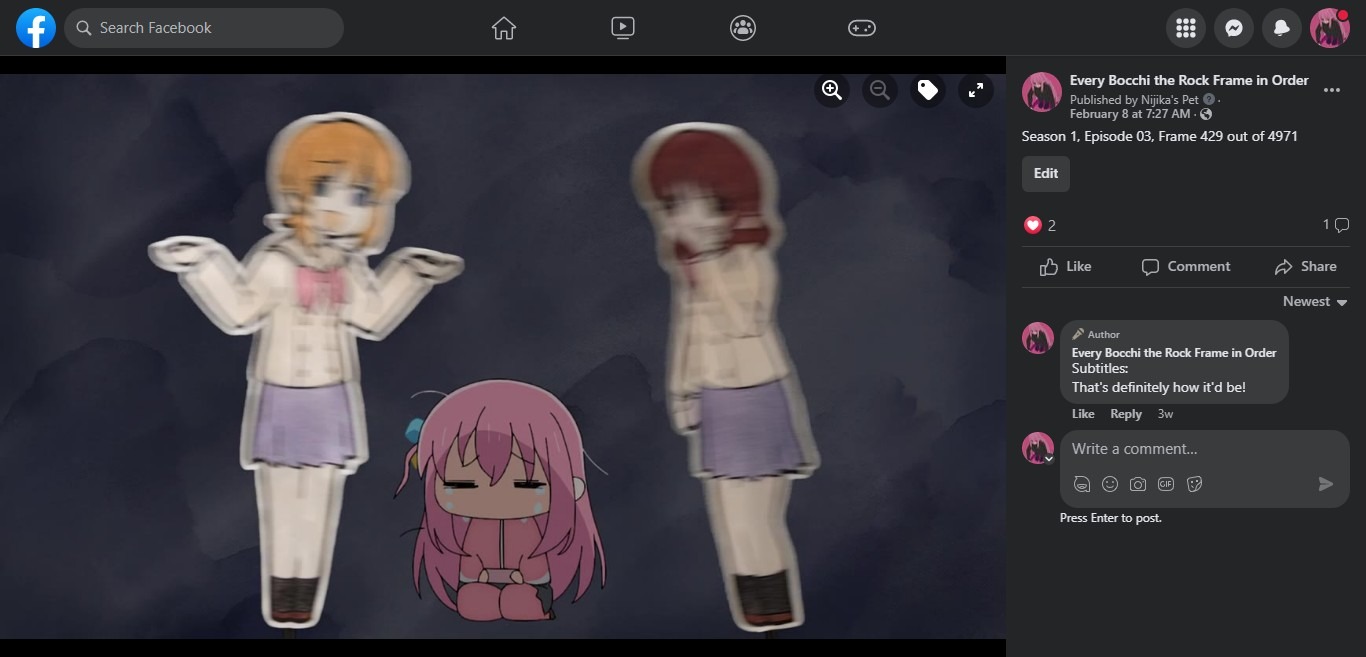 Search Facebook
Every Bocchi the Rock Frame in Order
Published by Nijika's Pet ·
February 8 at 7:27 AM ·
Season 1, Episode 03, Frame 429 out of 4971
Edit
2
1
Like
Comment
Share
Newest
Author
Every Bocchi the Rock Frame in Order
Subtitles:
That's definitely how it'd be!
Like Reply 3w
Write a comment...
GIF
Press Enter to post.